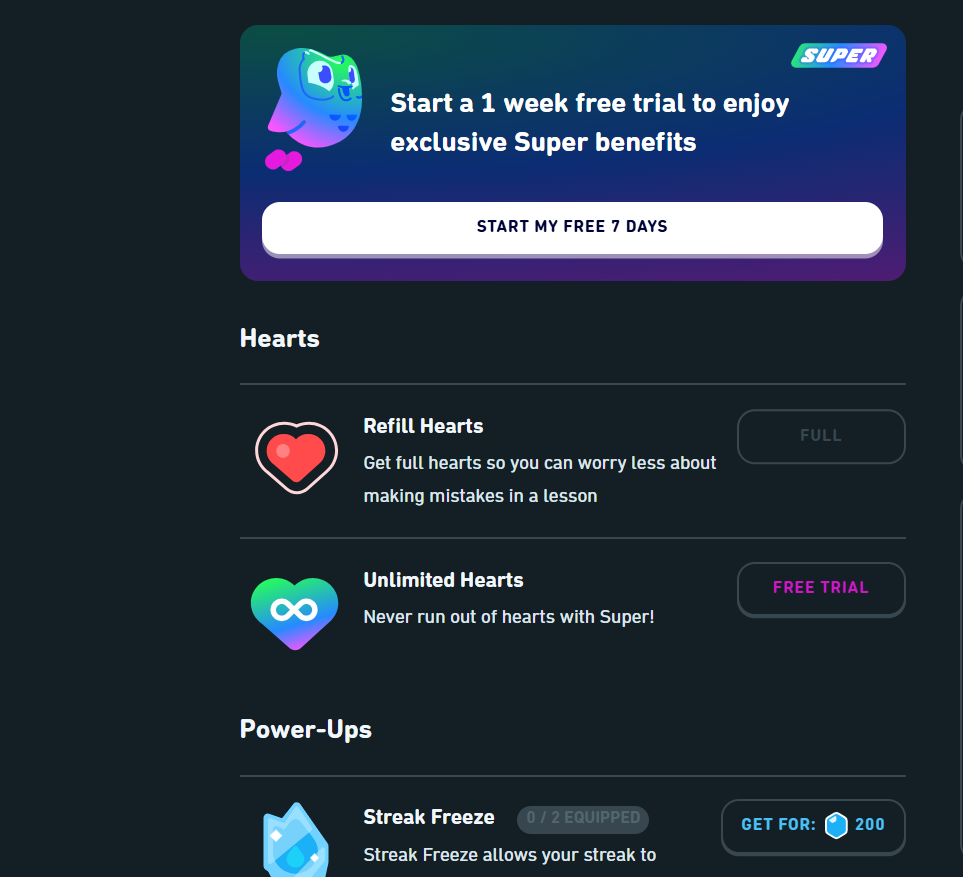 SUPER
Start a 1 week free trial to enjoy
exclusive Super benefits
START MY FREE 7 DAYS
Hearts
Refill Hearts
FULL
Get full hearts so you can worry less about
making mistakes in a lesson
Unlimited Hearts
FREE TRIAL
Never run out of hearts with Super!
Power-Ups
Streak Freeze
0 / 2 EQUIPPED
GET FOR: 200
Streak Freeze allows your streak to